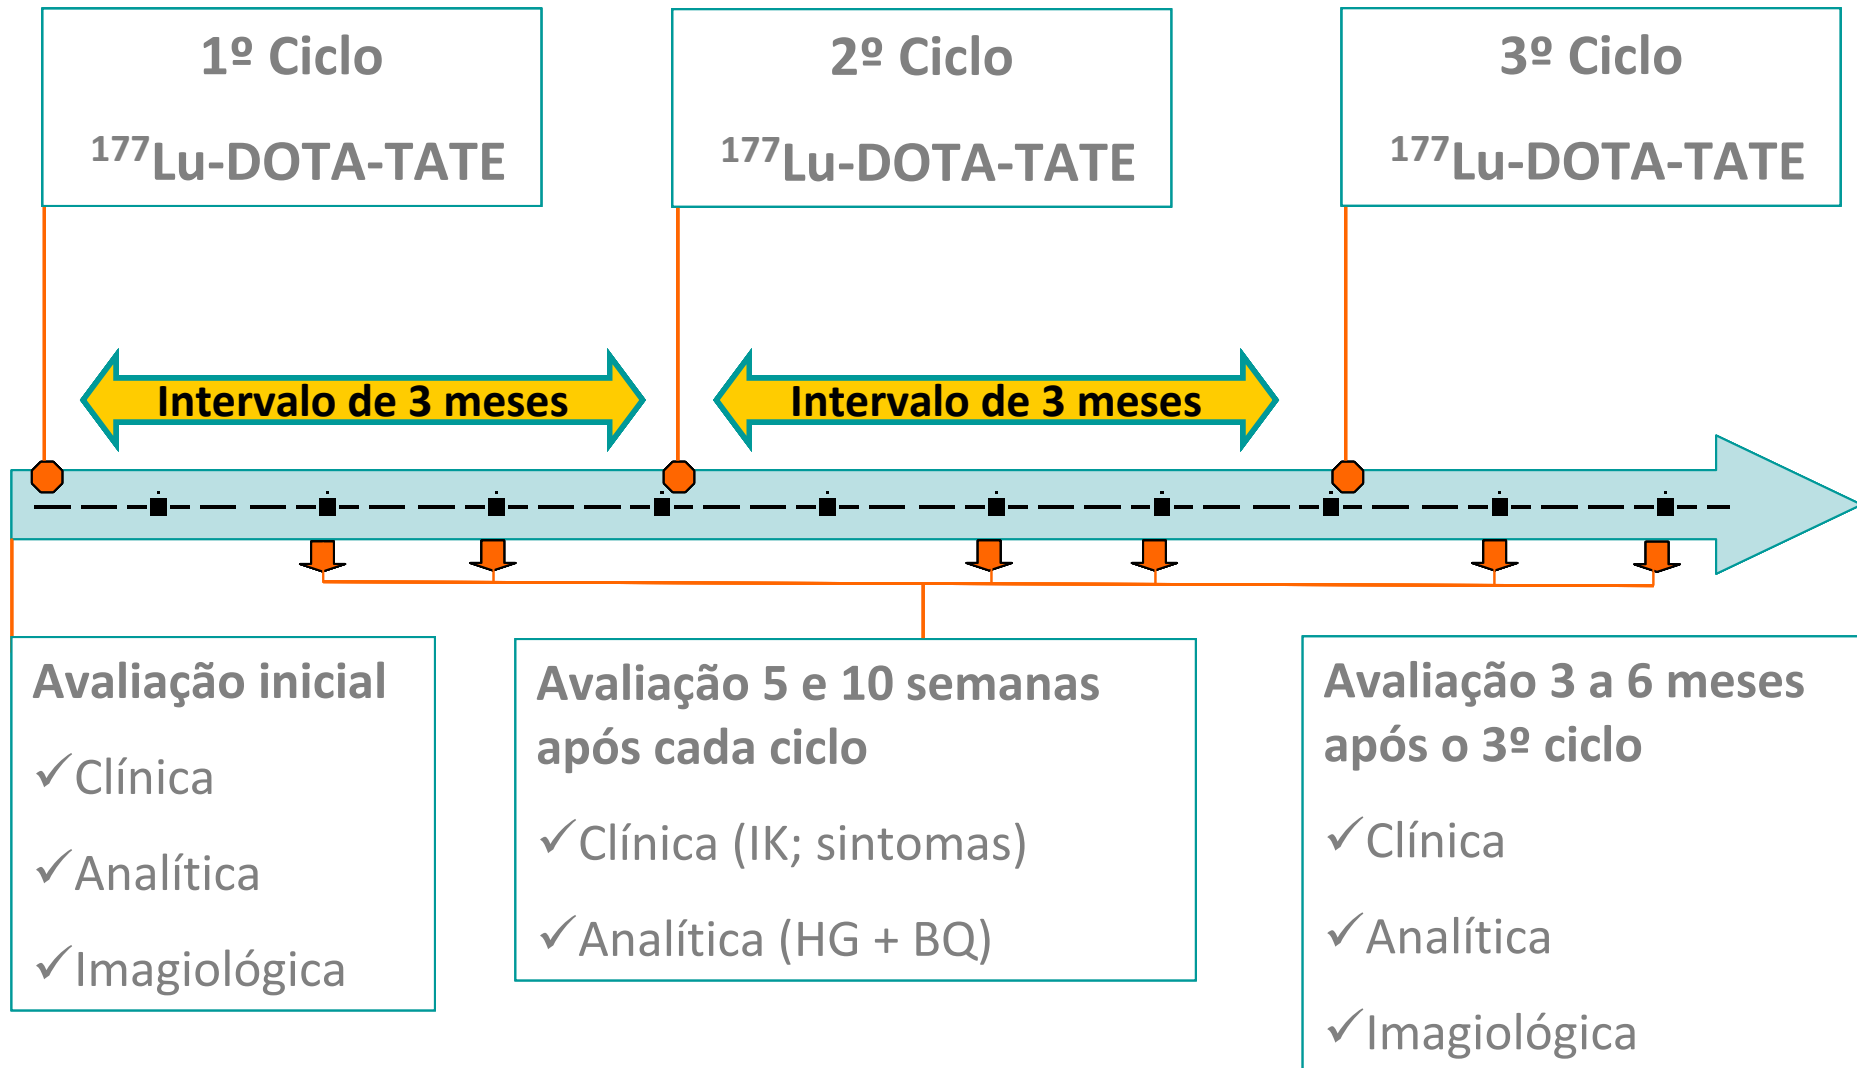 1º Ciclo
¹⁷⁷Lu-DOTA-TATE
2º Ciclo
¹⁷⁷Lu-DOTA-TATE
3º Ciclo
¹⁷⁷Lu-DOTA-TATE
Intervalo de 3 meses
Intervalo de 3 meses
Avaliação inicial
✓Clínica
✓Analítica
✓Imagiológica
Avaliação 5 e 10 semanas
após cada ciclo
✓Clínica (IK; sintomas)
✓Analítica (HG + BQ)
Avaliação 3 a 6 meses
após o 3º ciclo
✓Clínica
✓Analítica
✓Imagiológica